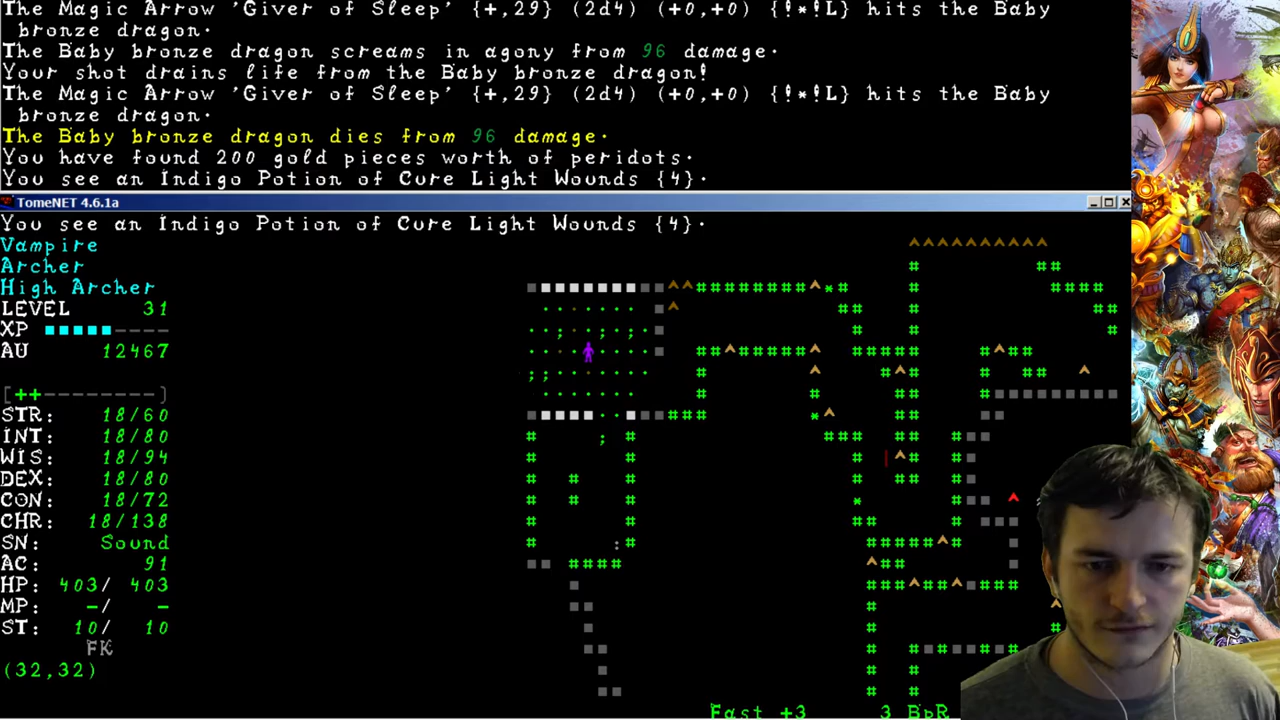 The Magic Arrow 'Giver of Sleep' {+,29} (2d4) (+0,+0) {!*!L} hits the Baby
bronze dragon.
The Baby bronze dragon screams in agony from 96 damage.
Your shot drains life from the Baby bronze dragon!
The Magic Arrow 'Giver of Sleep' {+,29} (2d4) (+0,+0) {!*!L} hits the Baby
bronze dragon.
The Baby bronze dragon dies from 96 damage.
You have found 200 gold pieces worth of peridots.
You see an Indigo Potion of Cure Light Wounds {4}.
TomeNET 4.6.1a
You see an Indigo Potion of Cure Light Wounds {4}.
Vampire
Archer
High Archer
LEVEL 31
XP
AU 12467
[++---------]
STR: 18/60
INT: 18/80
WIS: 18/94
DEX: 18/80
CON: 18/72
CHR: 18/138
SN: Sound
AC: 91
HP: 403/ 403
MP: -/ -
ST: 10/ 10
FK
(32,32)
Fast +3 3 BpR